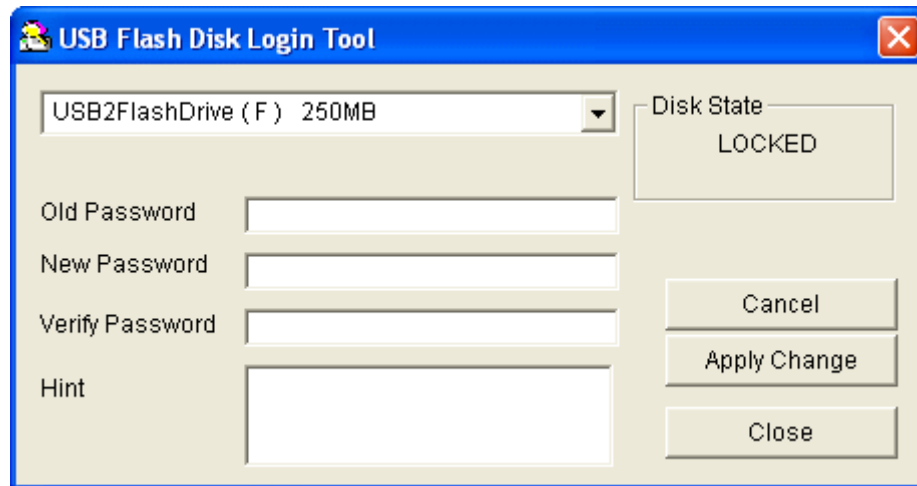 USB Flash Disk Login Tool
USB2FlashDrive ( F )   250MB
Disk State
LOCKED
Old Password
New Password
Verify Password
Hint
Cancel
Apply Change
Close